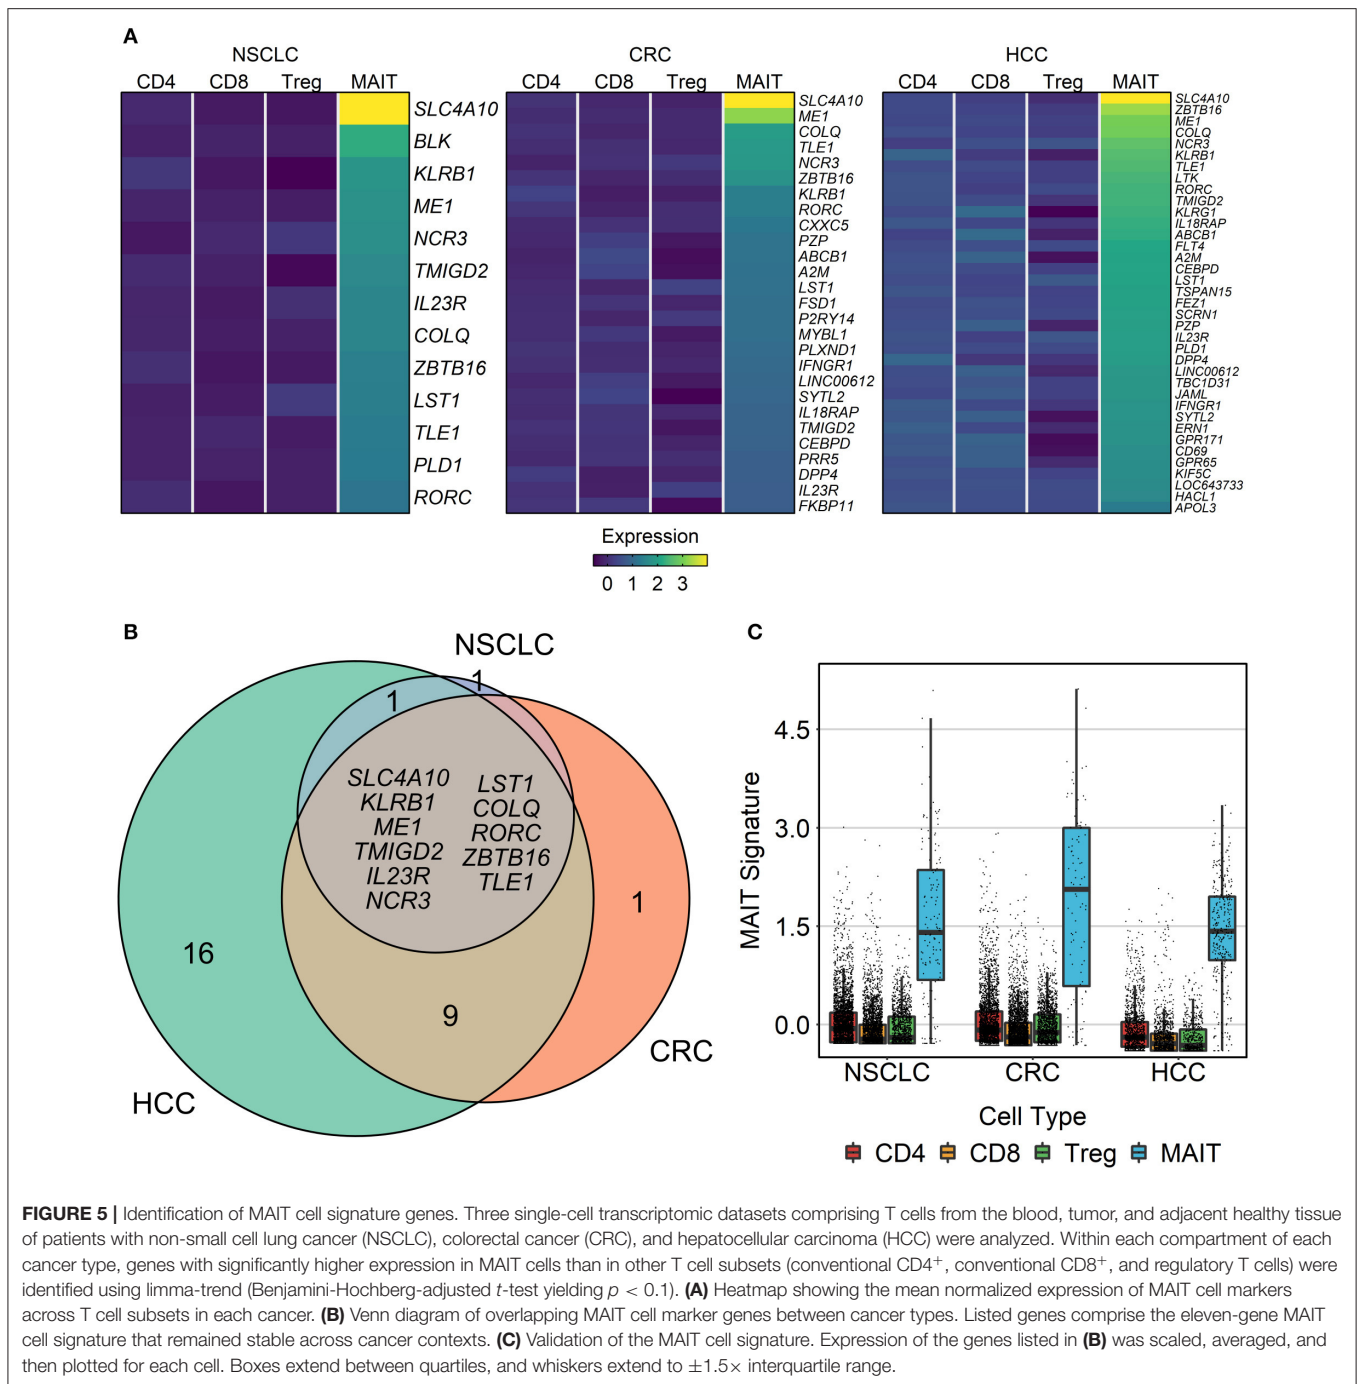 A
NSCLC
CD4 CD8 Treg MAIT
SLC4A10
BLK
KLRB1
ME1
NCR3
TMIGD2
IL23R
COLQ
ZBTB16
LST1
TLE1
PLD1
RORC
CRC
CD4 CD8 Treg MAIT
SLC4A10
ME1
COLQ
TLE1
NCR3
ZBTB16
KLRB1
RORC
CXXC5
PZP
ABCB1
A2M
LST1
FSD1
P2RY14
MYBL1
PLXND1
IFNGR1
LINC00612
SYTL2
IL18RAP
TMIGD2
CEBPD
PRR5
DPP4
IL23R
FKBP11
HCC
CD4 CD8 Treg MAIT
SLC4A10
ZBTB16
ME1
COLQ
NCR3
KLRB1
TLE1
LTK
RORC
TMIGD2
KLRG1
IL18RAP
ABCB1
FLT4
A2M
CEBPD
LST1
TSPAN15
FEZ1
SCRN1
PZP
IL23R
PLD1
DPP4
LINC00612
TBC1D31
JAML
IFNGR1
SYTL2
ERN1
GPR171
CD69
GPR65
KIF5C
LOC643733
HACL1
APOL3
Expression
0 1 2 3
B
NSCLC
1
1
SLC4A10
KLRB1
ME1
TMIGD2
IL23R
NCR3
LST1
COLQ
RORC
ZBTB16
TLE1
1
16
9
CRC
HCC
C
MAIT Signature
4.5
3.0
1.5
0.0
NSCLC CRC HCC
Cell Type
CD4 CD8 Treg MAIT
FIGURE 5 | Identification of MAIT cell signature genes. Three single-cell transcriptomic datasets comprising T cells from the blood, tumor, and adjacent healthy tissue
of patients with non-small cell lung cancer (NSCLC), colorectal cancer (CRC), and hepatocellular carcinoma (HCC) were analyzed. Within each compartment of each
cancer type, genes with significantly higher expression in MAIT cells than in other T cell subsets (conventional CD4⁺, conventional CD8⁺, and regulatory T cells) were
identified using limma-trend (Benjamini-Hochberg-adjusted t-test yielding p < 0.1). (A) Heatmap showing the mean normalized expression of MAIT cell markers
across T cell subsets in each cancer. (B) Venn diagram of overlapping MAIT cell marker genes between cancer types. Listed genes comprise the eleven-gene MAIT
cell signature that remained stable across cancer contexts. (C) Validation of the MAIT cell signature. Expression of the genes listed in (B) was scaled, averaged, and
then plotted for each cell. Boxes extend between quartiles, and whiskers extend to ±1.5× interquartile range.